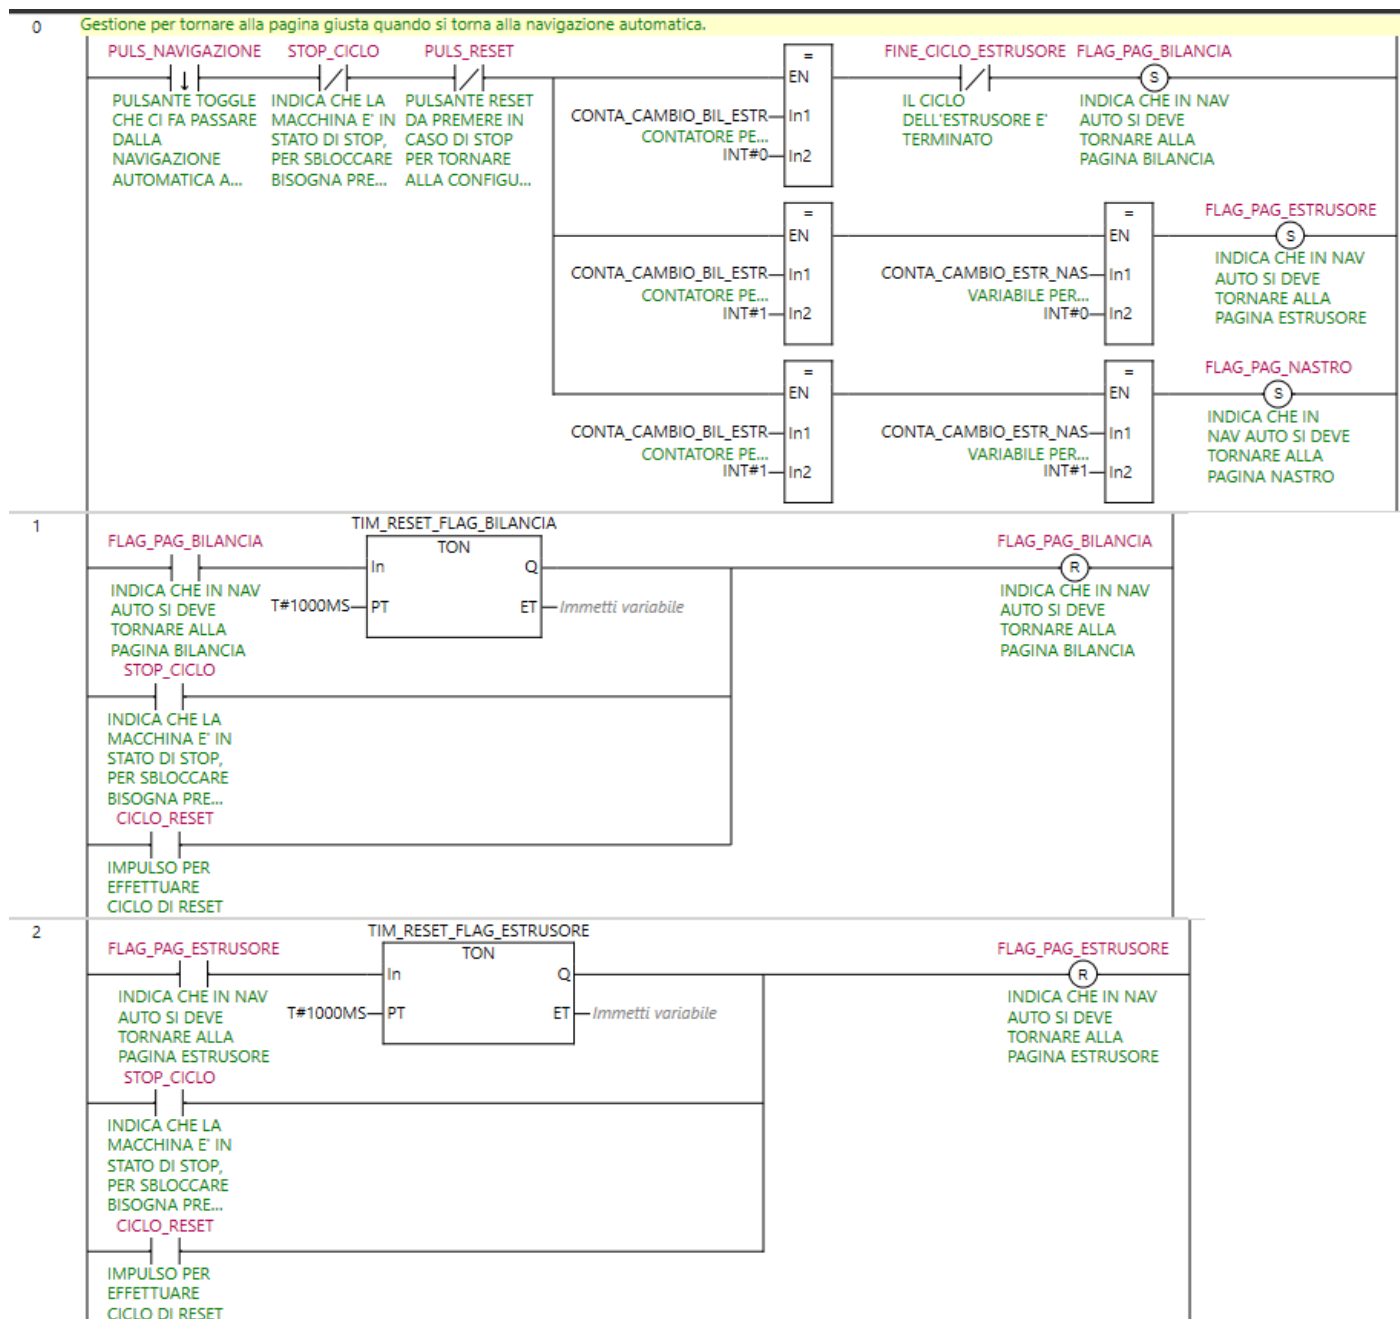 0
Gestione per tornare alla pagina giusta quando si torna alla navigazione automatica.
PULS_NAVIGAZIONE
PULSANTE TOGGLE
CHE CI FA PASSARE
DALLA
NAVIGAZIONE
AUTOMATICA A...
STOP_CICLO
INDICA CHE LA
MACCHINA E' IN
STATO DI STOP,
PER SBLOCCARE
BISOGNA PRE...
PULS_RESET
PULSANTE RESET
DA PREMERE IN
CASO DI STOP
PER TORNARE
ALLA CONFIGU...
=
EN
CONTA_CAMBIO_BIL_ESTR
In1
CONTATORE PE...
INT#0
In2
FINE_CICLO_ESTRUSORE
IL CICLO
DELL'ESTRUSORE E'
TERMINATO
FLAG_PAG_BILANCIA
S
INDICA CHE IN NAV
AUTO SI DEVE
TORNARE ALLA
PAGINA BILANCIA
=
EN
CONTA_CAMBIO_BIL_ESTR
In1
CONTATORE PE...
INT#1
In2
=
EN
CONTA_CAMBIO_ESTR_NAS
In1
VARIABILE PER...
INT#0
In2
FLAG_PAG_ESTRUSORE
S
INDICA CHE IN NAV
AUTO SI DEVE
TORNARE ALLA
PAGINA ESTRUSORE
=
EN
CONTA_CAMBIO_BIL_ESTR
In1
CONTATORE PE...
INT#1
In2
=
EN
CONTA_CAMBIO_ESTR_NAS
In1
VARIABILE PER...
INT#1
In2
FLAG_PAG_NASTRO
S
INDICA CHE IN
NAV AUTO SI DEVE
TORNARE ALLA
PAGINA NASTRO
1
FLAG_PAG_BILANCIA
INDICA CHE IN NAV
AUTO SI DEVE
TORNARE ALLA
PAGINA BILANCIA
TIM_RESET_FLAG_BILANCIA
TON
In
Q
T#1000MS
PT
ET
Immetti variabile
FLAG_PAG_BILANCIA
R
INDICA CHE IN NAV
AUTO SI DEVE
TORNARE ALLA
PAGINA BILANCIA
STOP_CICLO
INDICA CHE LA
MACCHINA E' IN
STATO DI STOP,
PER SBLOCCARE
BISOGNA PRE...
CICLO_RESET
IMPULSO PER
EFFETTUARE
CICLO DI RESET
2
FLAG_PAG_ESTRUSORE
INDICA CHE IN NAV
AUTO SI DEVE
TORNARE ALLA
PAGINA ESTRUSORE
TIM_RESET_FLAG_ESTRUSORE
TON
In
Q
T#1000MS
PT
ET
Immetti variabile
FLAG_PAG_ESTRUSORE
R
INDICA CHE IN NAV
AUTO SI DEVE
TORNARE ALLA
PAGINA ESTRUSORE
STOP_CICLO
INDICA CHE LA
MACCHINA E' IN
STATO DI STOP,
PER SBLOCCARE
BISOGNA PRE...
CICLO_RESET
IMPULSO PER
EFFETTUARE
CICLO DI RESET